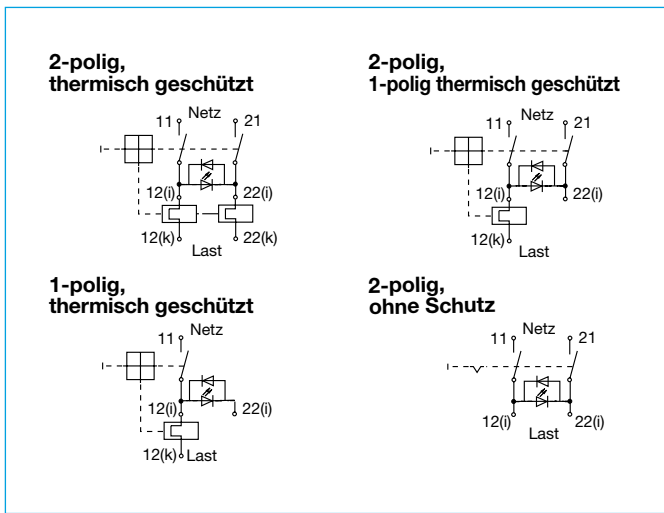 2-polig,
thermisch geschützt
Netz
11
21
12(i)
22(i)
12(k)
22(k)
Last
2-polig,
1-polig thermisch geschützt
Netz
11
21
12(i)
22(i)
12(k)
Last
1-polig,
thermisch geschützt
11
Netz
12(i)
22(i)
12(k)
Last
2-polig,
ohne Schutz
Netz
11
21
12(i)
22(i)
Last